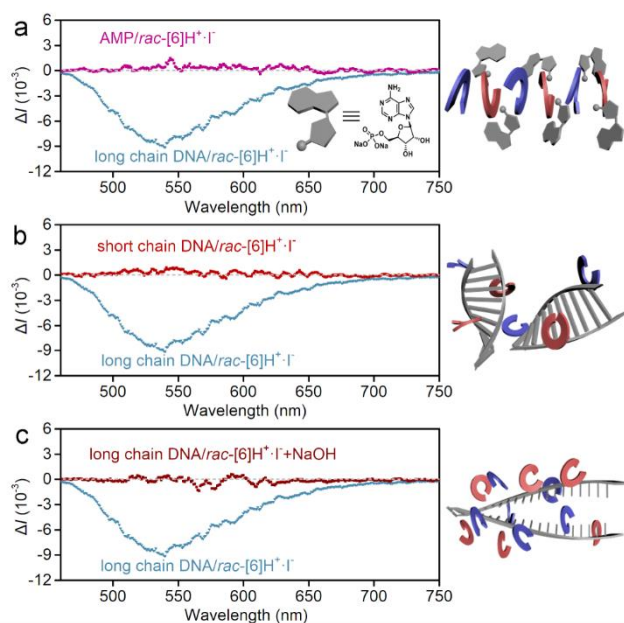 a
6
3
0
-3
-6
-9
-12
ΔI (10⁻³)
AMP/rac-[6]H⁺·I⁻
long chain DNA/rac-[6]H⁺·I⁻
NH₂
N
N
N
N
O
NaO-P-O
ONa
O
OH
OH
500 550 600 650 700 750
Wavelength (nm)
b
6
3
0
-3
-6
-9
-12
ΔI (10⁻³)
short chain DNA/rac-[6]H⁺·I⁻
long chain DNA/rac-[6]H⁺·I⁻
500 550 600 650 700 750
Wavelength (nm)
c
6
3
0
-3
-6
-9
-12
ΔI (10⁻³)
long chain DNA/rac-[6]H⁺·I⁻+NaOH
long chain DNA/rac-[6]H⁺·I⁻
500 550 600 650 700 750
Wavelength (nm)